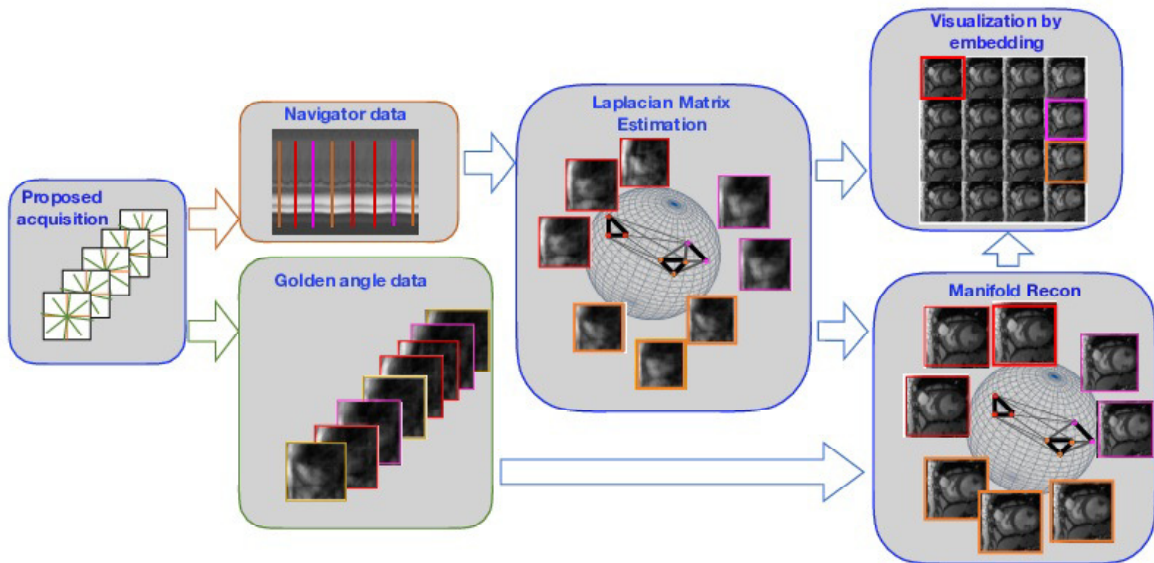 Visualization by
embedding
Laplacian Matrix
Estimation
Navigator data
Proposed
acquisition
Golden angle data
Manifold Recon